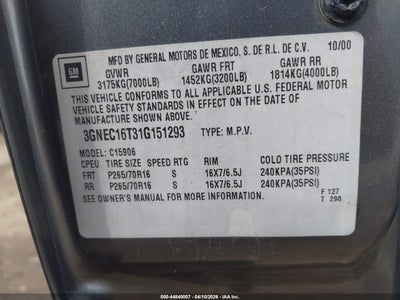 MFD BY GENERAL MOTORS DE MEXICO, S. DE R.L. DE C.V. 10/00
GM
GVWR GAWR FRT GAWR RR
3175KG(7000LB) 1452KG(3200LB) 1814KG(4000LB)
THIS VEHICLE CONFORMS TO ALL APPLICABLE U.S. FEDERAL MOTOR
VEHICLE SAFETY STANDARDS IN EFFECT ON THE DATE OF
MANUFACTURE SHOWN ABOVE.
3GNEC16T31G151293 TYPE: M.P.V.
MODEL: C15906
CPEU TIRE SIZE SPEED RTG RIM COLD TIRE PRESSURE
FRT P265/70R16 S 16X7/6.5J 240KPA(35PSI)
RR P265/70R16 S 16X7/6.5J 240KPA(35PSI)
SEE OWNER'S MANUAL FOR MORE INFORMATION. F 127
T 290
000-44840007 - 04/10/2026 - © 2026 IAA, Inc.